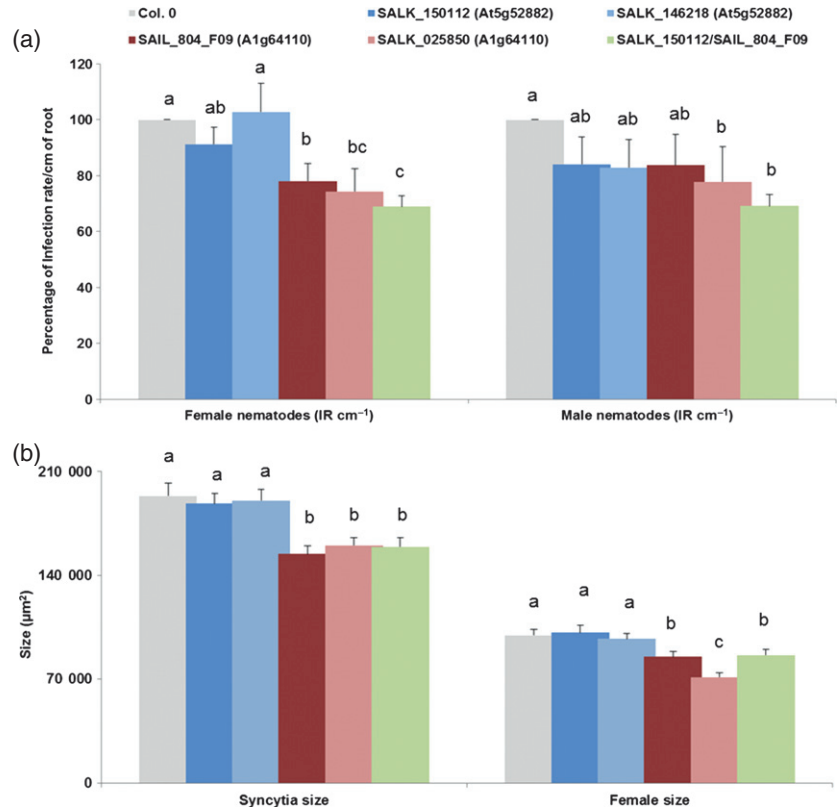 Col. 0 SALK_150112 (At5g52882) SALK_146218 (At5g52882)
SAIL_804_F09 (A1g64110) SALK_025850 (A1g64110) SALK_150112/SAIL_804_F09
(a)
120
100
80
60
40
20
0
Percentage of Infection rate/cm of root
a ab a b bc c
a ab ab ab b b
Female nematodes (IR cm⁻¹) Male nematodes (IR cm⁻¹)
(b)
210 000
140 000
70 000
0
Size (µm²)
a a a b b b
a a a b c b
Syncytia size Female size